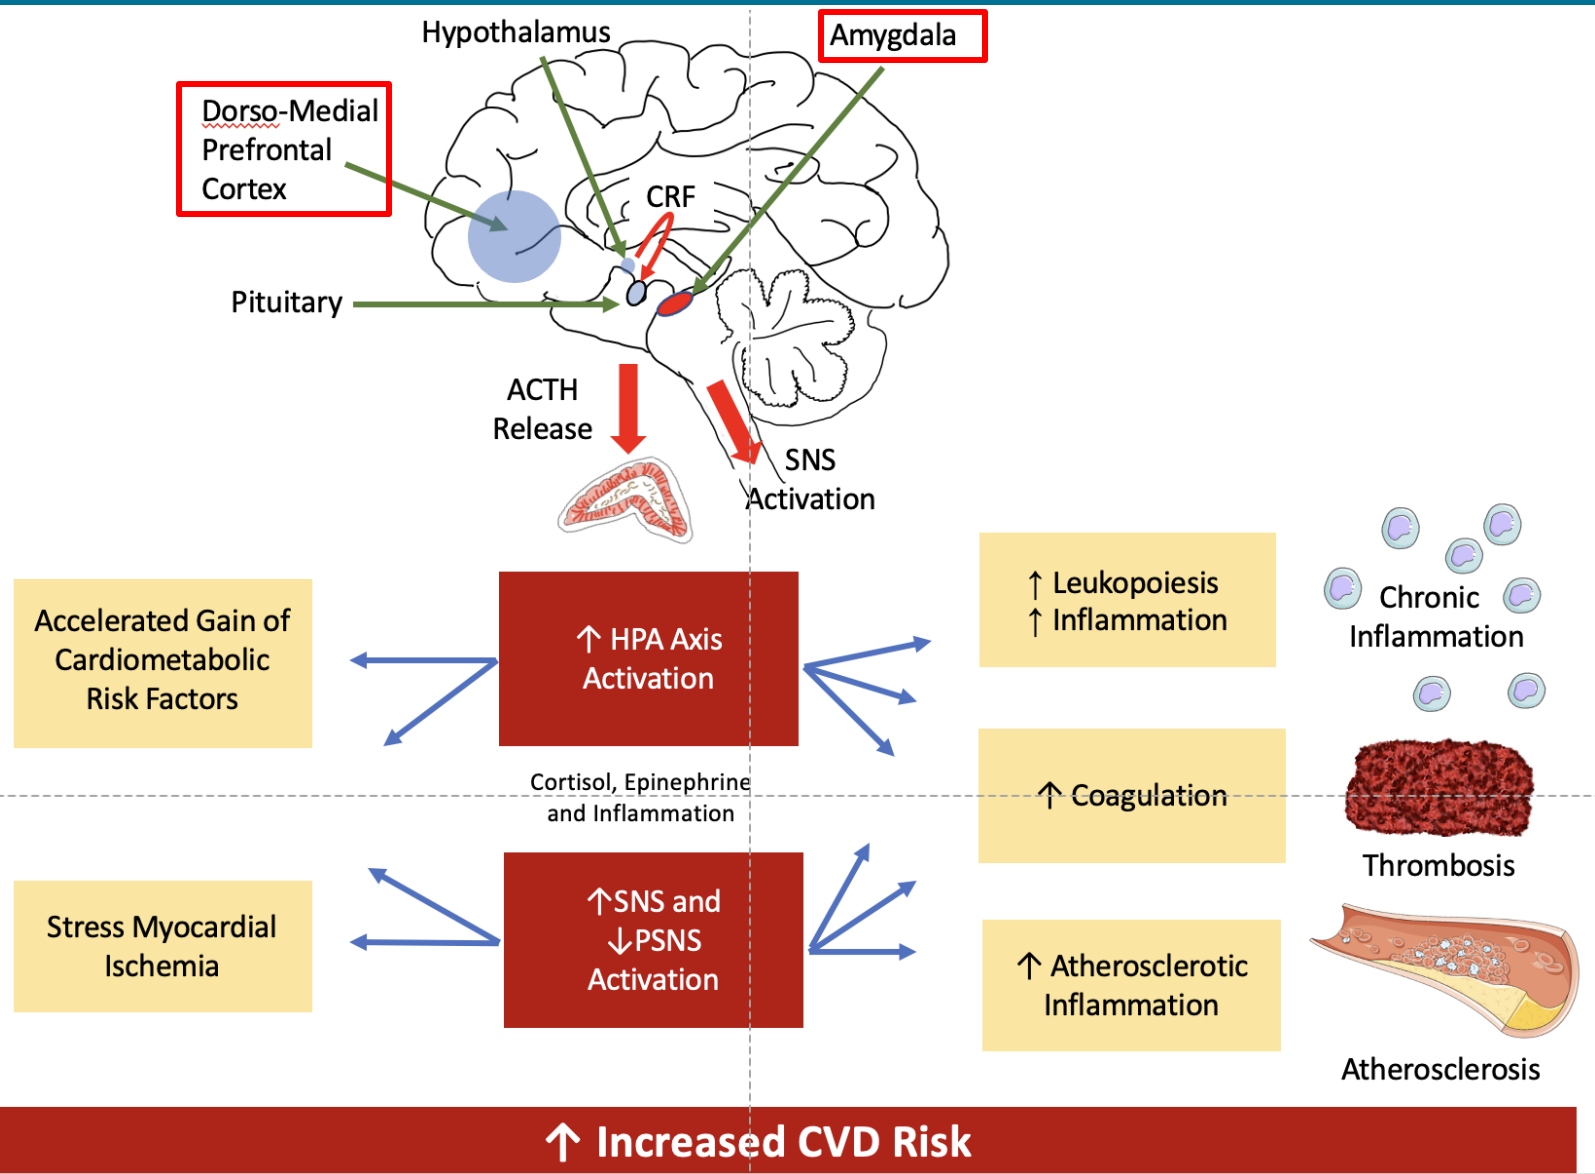 Hypothalamus
Amygdala
Dorso-Medial
Prefrontal
Cortex
CRF
Pituitary
ACTH
Release
SNS
Activation
Accelerated Gain of
Cardiometabolic
Risk Factors
↑ HPA Axis
Activation
↑ Leukopoiesis
↑ Inflammation
Chronic
Inflammation
Cortisol, Epinephrine
and Inflammation
↑ Coagulation
Thrombosis
Stress Myocardial
Ischemia
↑SNS and
↓PSNS
Activation
↑ Atherosclerotic
Inflammation
Atherosclerosis
↑ Increased CVD Risk